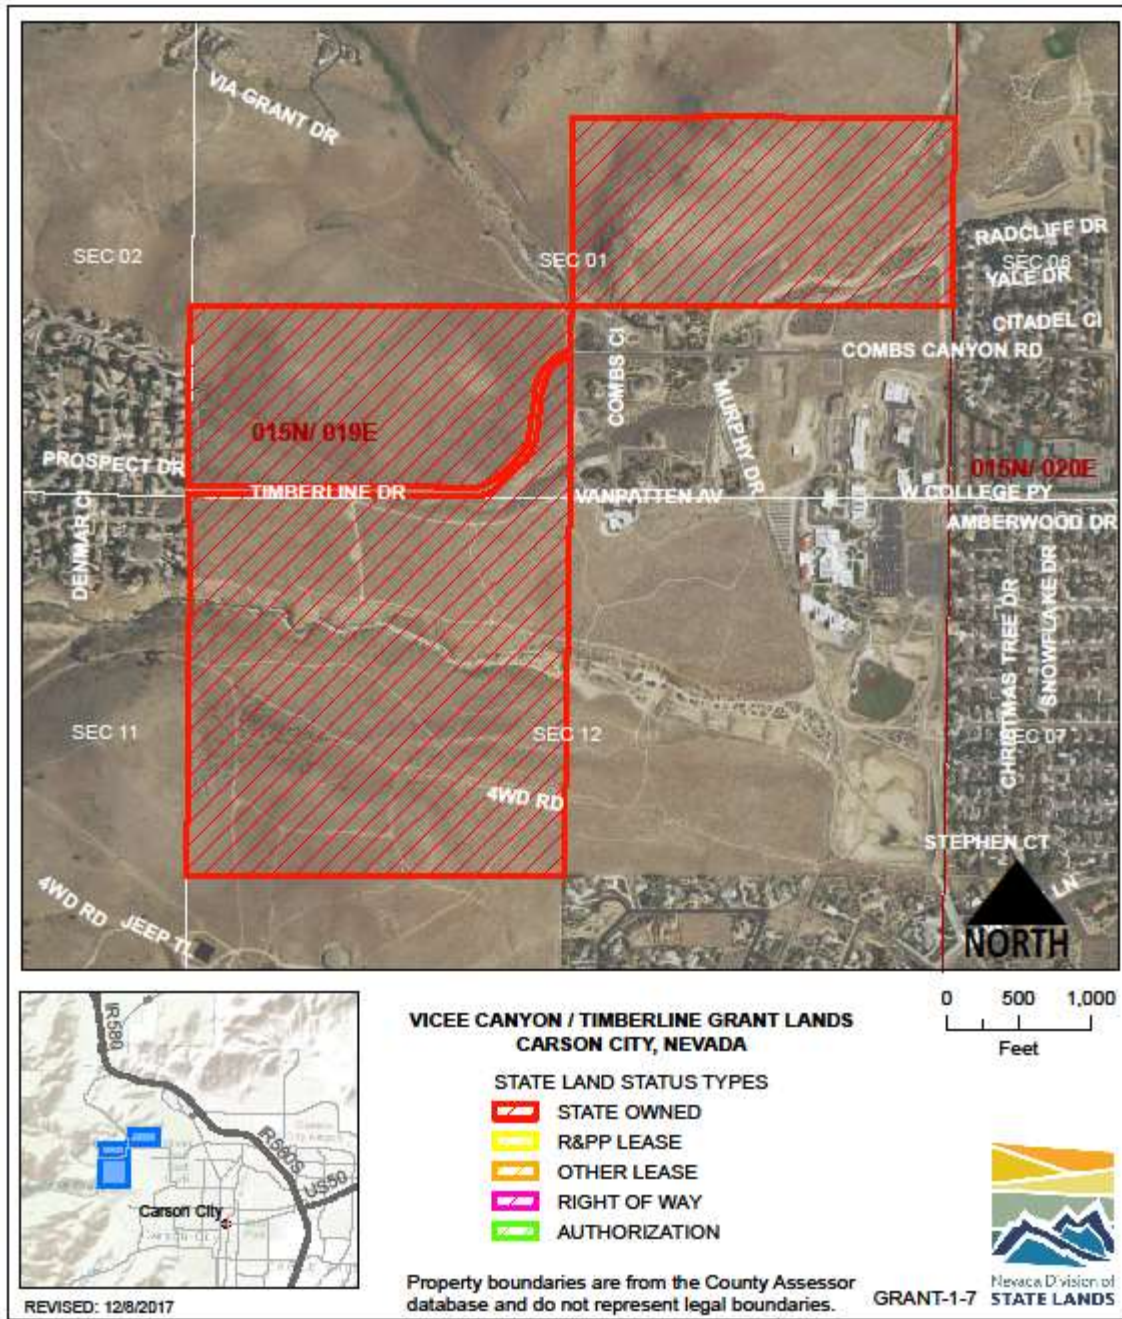 VIA GRANT DR
SEC 02
SEC 01
RADCLIFF DR
SEC 06
YALE DR
CITADEL CI
COMBS CANYON RD
COMBS CI
MURPHY DR
015N/ 019E
PROSPECT DR
DENMAR CI
TIMBERLINE DR
VANPATTEN AV
015N/ 020E
W COLLEGE PY
AMBERWOOD DR
CHRISTMAS TREE DR
SNOWFLAKE DR
SEC 11
SEC 12
SEC 07
4WD RD
STEPHEN CT
4WD RD
JEEP TL
LN
NORTH
IR580
IR580S
US50
Carson City
REVISED: 12/8/2017
VICEE CANYON / TIMBERLINE GRANT LANDS
CARSON CITY, NEVADA
STATE LAND STATUS TYPES
STATE OWNED
R&PP LEASE
OTHER LEASE
RIGHT OF WAY
AUTHORIZATION
Property boundaries are from the County Assessor
database and do not represent legal boundaries.
0 500 1,000
Feet
GRANT-1-7
Nevada Division of
STATE LANDS